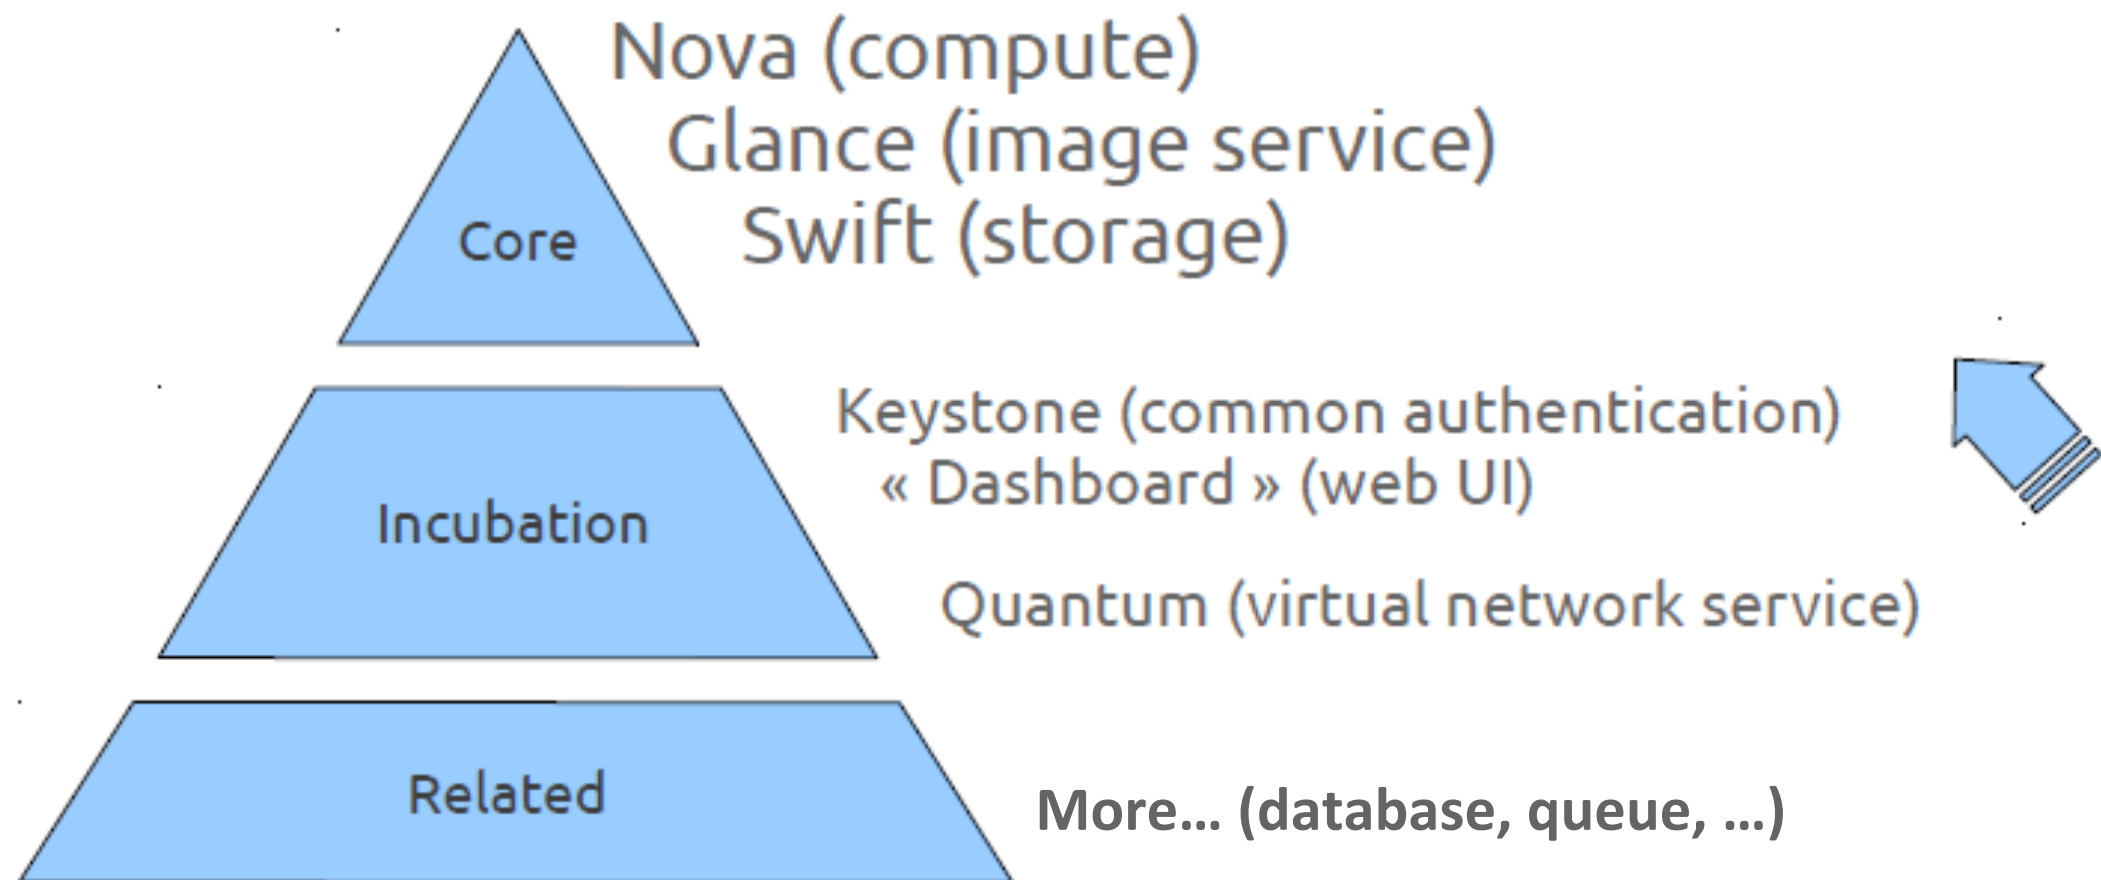 Nova (compute)
Glance (image service)
Swift (storage)
Core
Keystone (common authentication)
« Dashboard » (web UI)
Incubation
Quantum (virtual network service)
Related
More... (database, queue, ...)